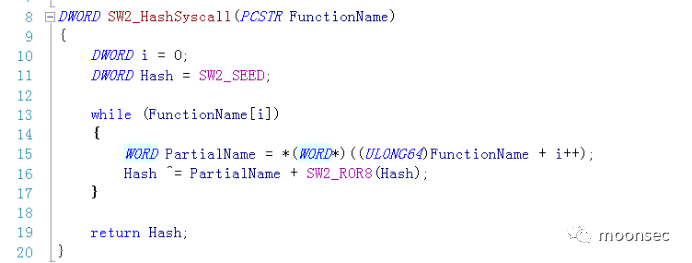 8 DWORD SW2_HashSyscall(PCSTR FunctionName)
9 {
10 DWORD i = 0;
11 DWORD Hash = SW2_SEED;
12
13 while (FunctionName[i])
14 {
15 WORD PartialName = *(WORD*)((ULONG64)FunctionName + i++);
16 Hash ^= PartialName + SW2_ROR8(Hash);
17 }
18
19 return Hash;
20 }
moonsec